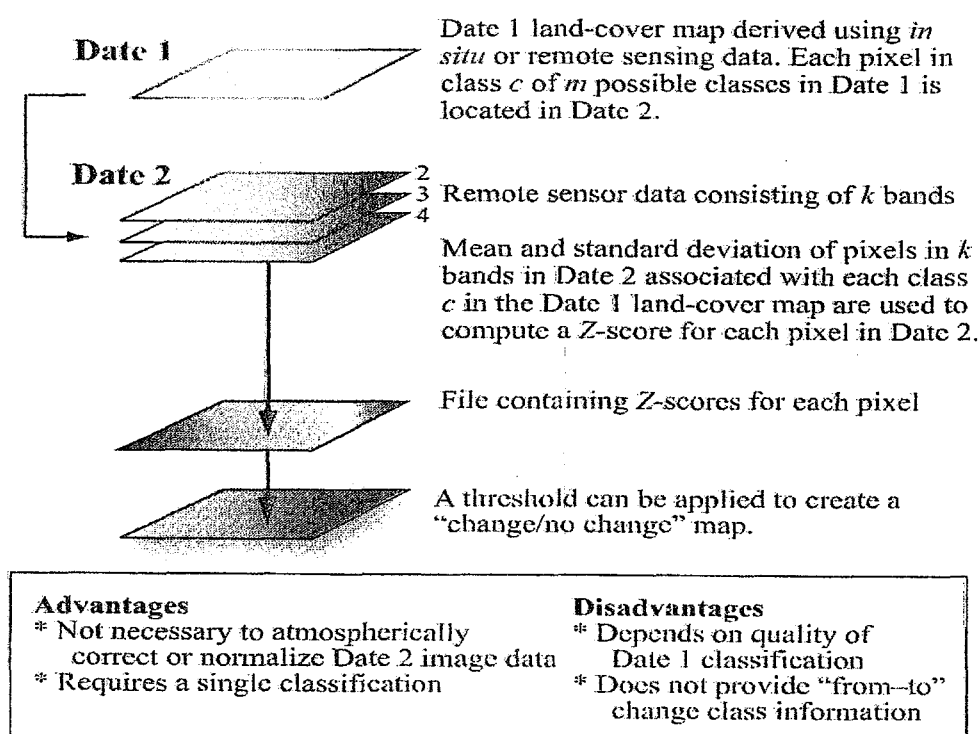 Date 1
Date 1 land-cover map derived using in
situ or remote sensing data. Each pixel in
class c of m possible classes in Date 1 is
located in Date 2.
Date 2
2
3
4
Remote sensor data consisting of k bands
Mean and standard deviation of pixels in k
bands in Date 2 associated with each class
c in the Date 1 land-cover map are used to
compute a Z-score for each pixel in Date 2.
File containing Z-scores for each pixel
A threshold can be applied to create a
“change/no change” map.
Advantages
* Not necessary to atmospherically
correct or normalize Date 2 image data
* Requires a single classification
Disadvantages
* Depends on quality of
Date 1 classification
* Does not provide “from–to”
change class information